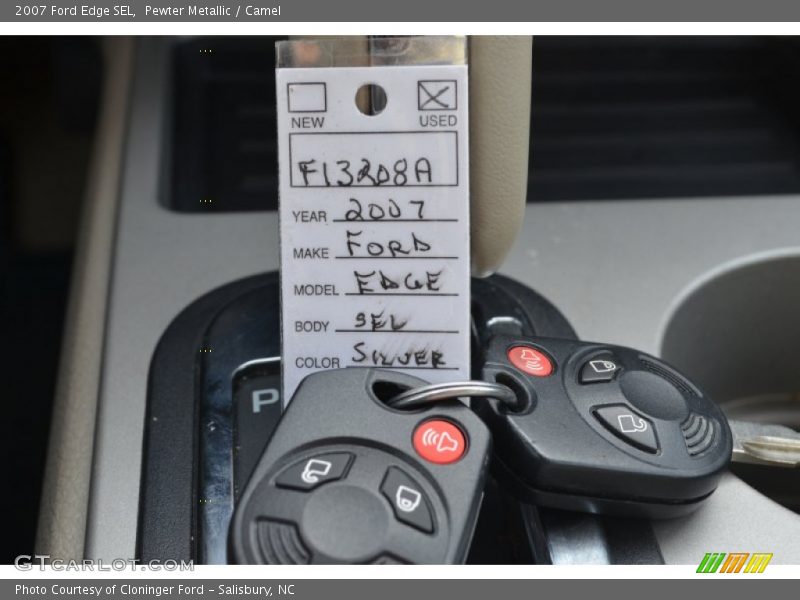 2007 Ford Edge SEL, Pewter Metallic / Camel
NEW USED
F13208A
YEAR 2007
MAKE FORD
MODEL EDGE
BODY SEL
COLOR SILVER
P
GTCARLOT.COM
Photo Courtesy of Cloninger Ford - Salisbury, NC